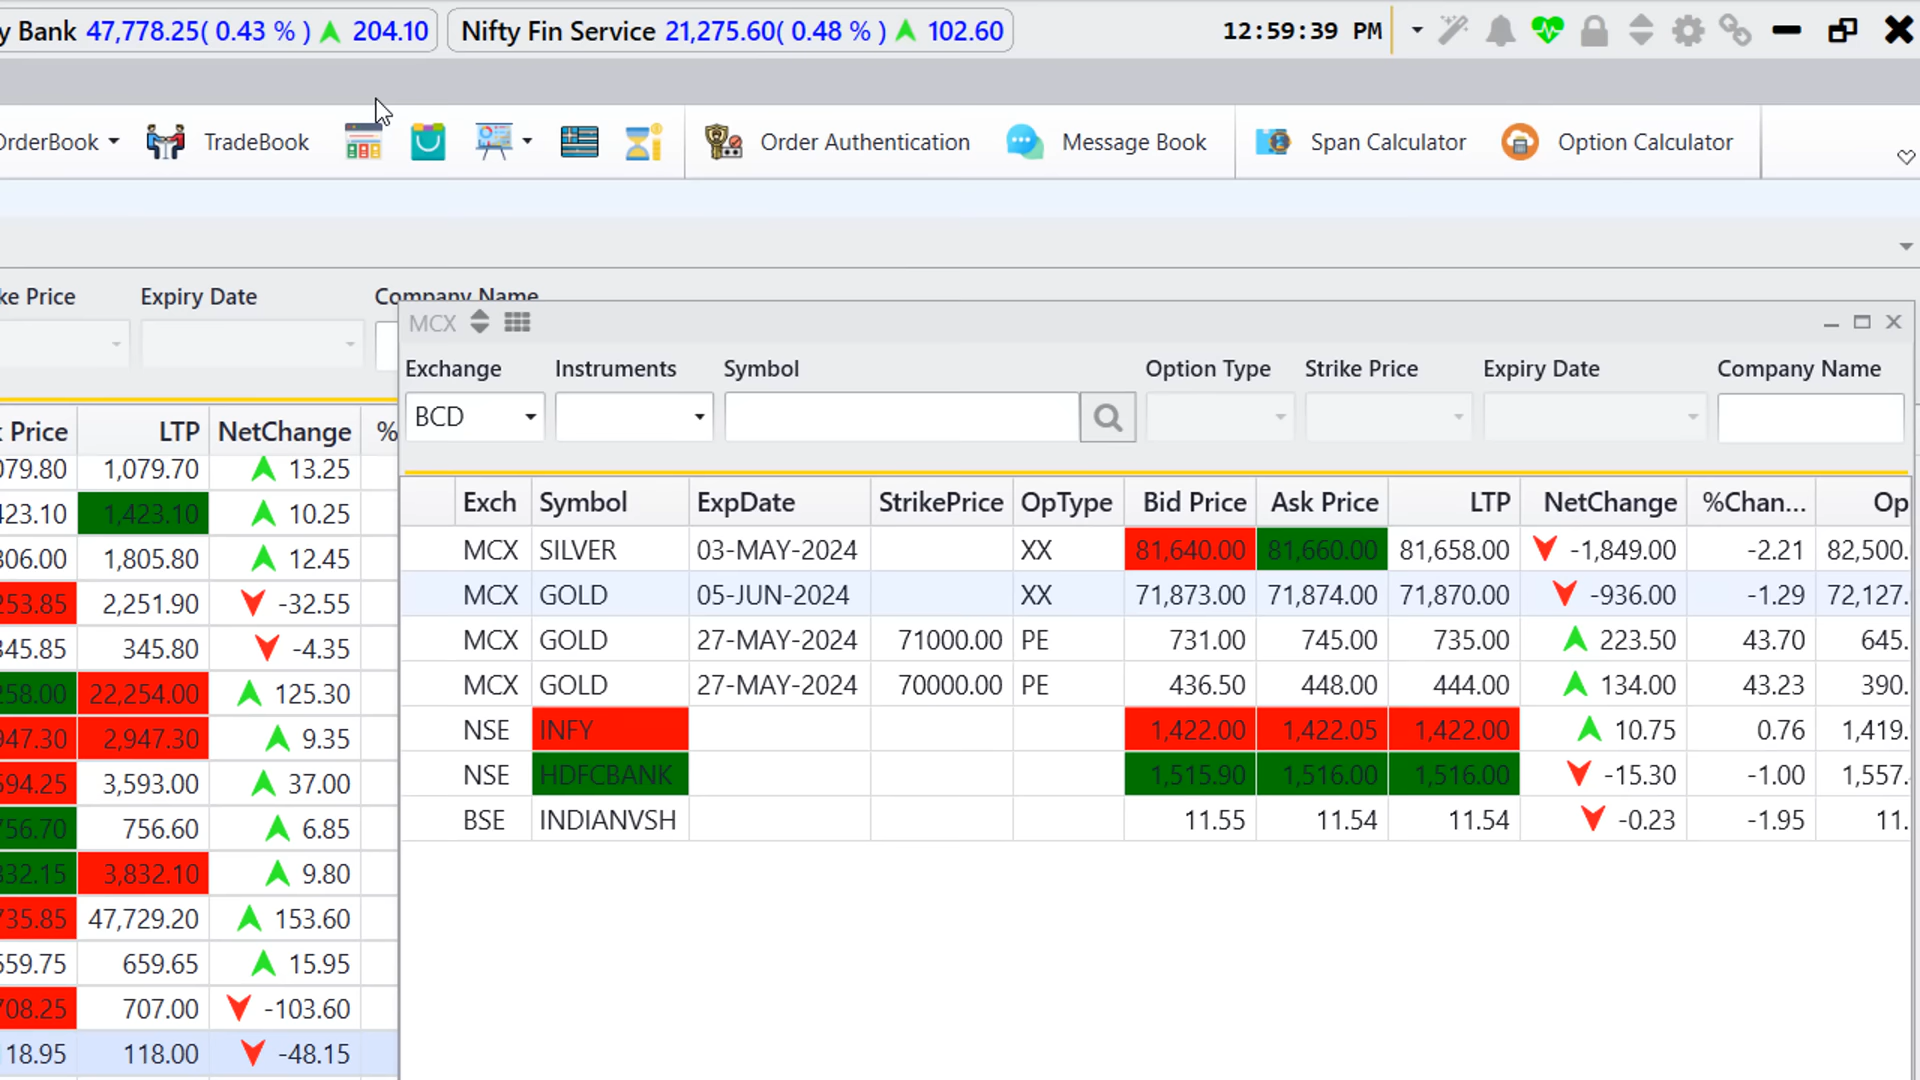 y Bank 47,778.25( 0.43 % ) 204.10 Nifty Fin Service 21,275.60( 0.48 % ) 102.60 12:59:39 PM
OrderBook TradeBook Order Authentication Message Book Span Calculator Option Calculator
ke Price Expiry Date Company Name
MCX
Exchange Instruments Symbol Option Type Strike Price Expiry Date Company Name
BCD
Price LTP NetChange %
079.80 1,079.70 13.25
423.10 1,423.10 10.25
806.00 1,805.80 12.45
253.85 2,251.90 -32.55
345.85 345.80 -4.35
258.00 22,254.00 125.30
947.30 2,947.30 9.35
594.25 3,593.00 37.00
756.70 756.60 6.85
832.15 3,832.10 9.80
735.85 47,729.20 153.60
659.75 659.65 15.95
708.25 707.00 -103.60
118.95 118.00 -48.15
Exch Symbol ExpDate StrikePrice OpType Bid Price Ask Price LTP NetChange %Chan... Op
MCX SILVER 03-MAY-2024 XX 81,640.00 81,660.00 81,658.00 -1,849.00 -2.21 82,500.
MCX GOLD 05-JUN-2024 XX 71,873.00 71,874.00 71,870.00 -936.00 -1.29 72,127.
MCX GOLD 27-MAY-2024 71000.00 PE 731.00 745.00 735.00 223.50 43.70 645.
MCX GOLD 27-MAY-2024 70000.00 PE 436.50 448.00 444.00 134.00 43.23 390.
NSE INFY 1,422.00 1,422.05 1,422.00 10.75 0.76 1,419.
NSE HDFCBANK 1,515.90 1,516.00 1,516.00 -15.30 -1.00 1,557.
BSE INDIANVSH 11.55 11.54 11.54 -0.23 -1.95 11.